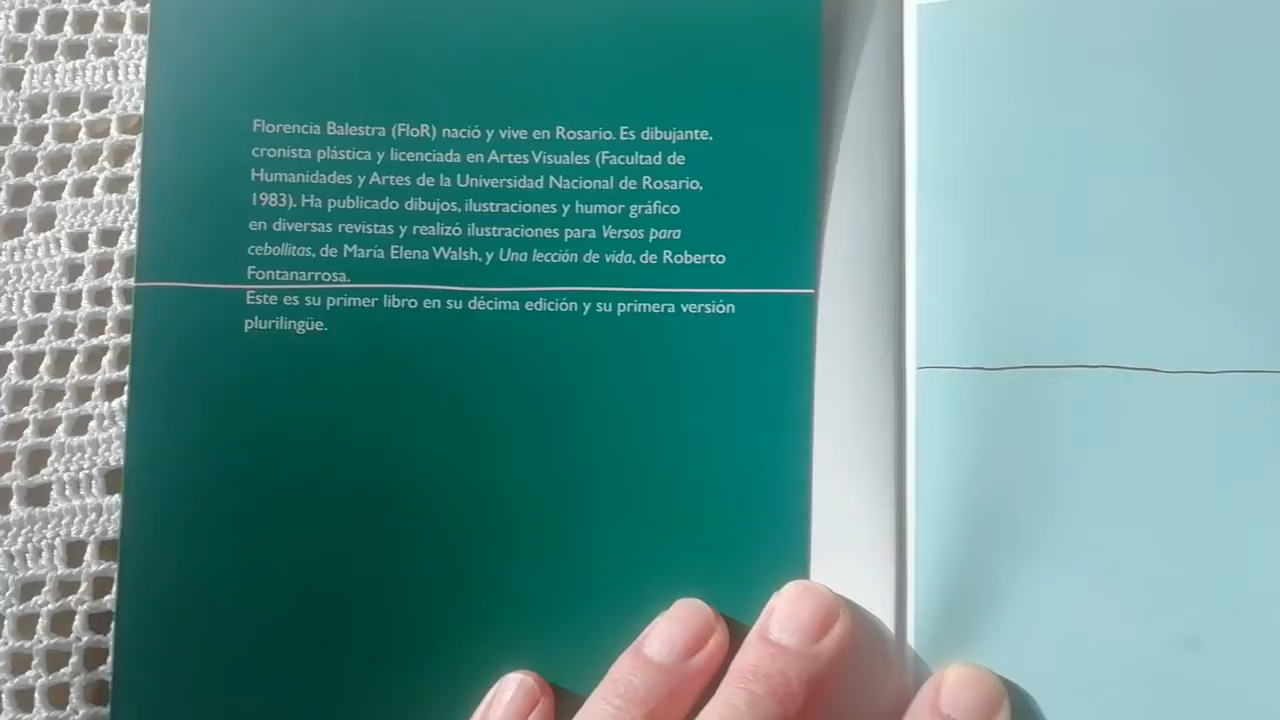 Florencia Balestra (FloR) nació y vive en Rosario. Es dibujante,
cronista plástica y licenciada en Artes Visuales (Facultad de
Humanidades y Artes de la Universidad Nacional de Rosario,
1983). Ha publicado dibujos, ilustraciones y humor gráfico
en diversas revistas y realizó ilustraciones para Versos para
cebollitas, de María Elena Walsh, y Una lección de vida, de Roberto
Fontanarrosa.
Este es su primer libro en su décima edición y su primera versión
plurilingüe.